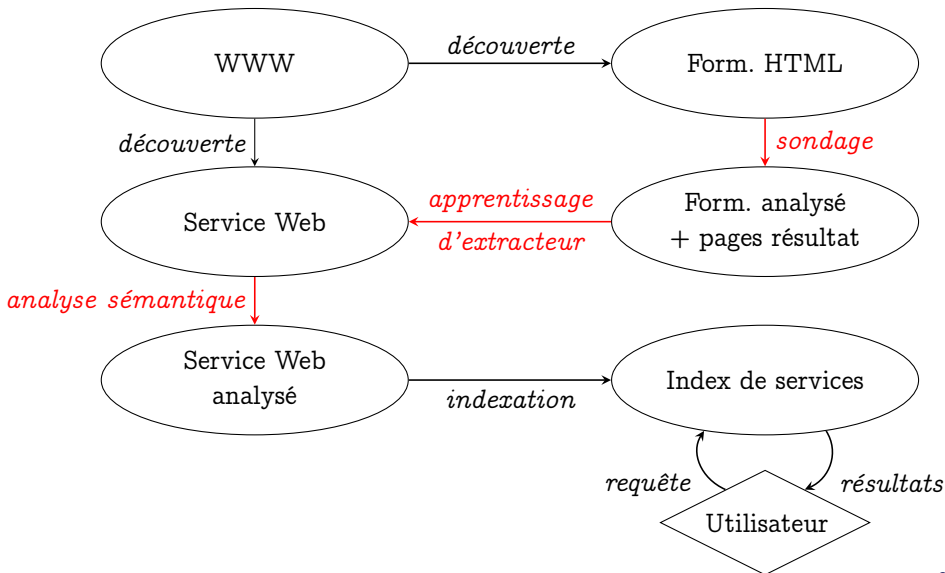 WWW
découverte
Form. HTML
découverte
sondage
Service Web
apprentissage
d'extracteur
Form. analysé
+ pages résultat
analyse sémantique
Service Web
analysé
indexation
Index de services
requête
résultats
Utilisateur